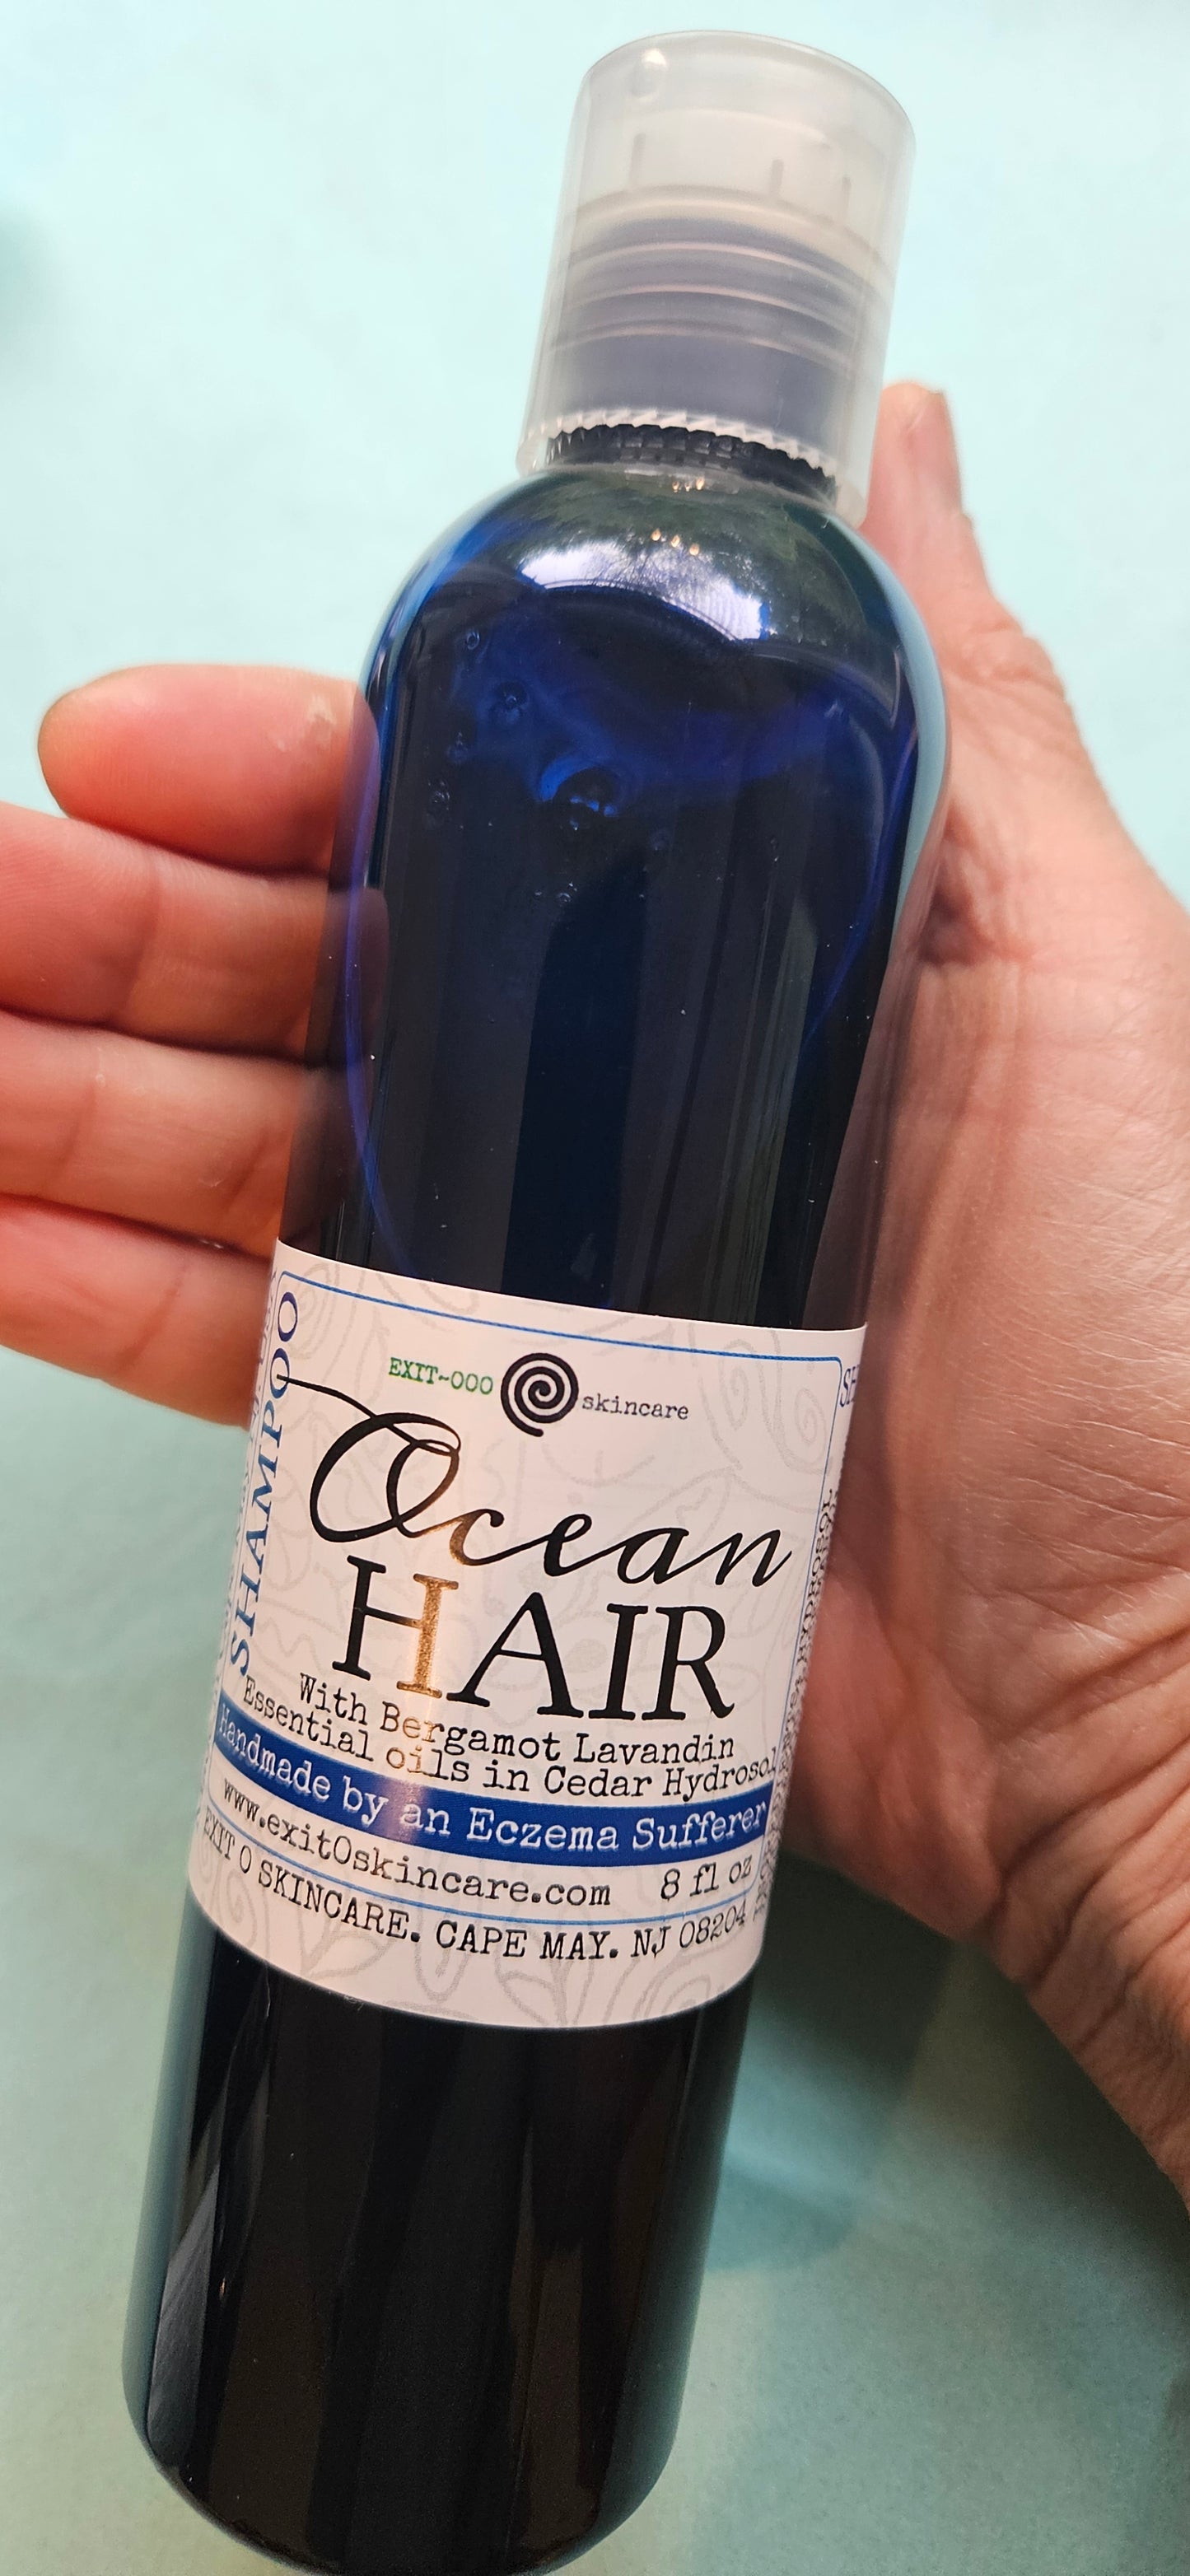 EXIT~000 skincare
Ocean
HAIR
With Bergamot Lavandin
Essential oils in Cedar Hydrosol
Handmade by an Eczema Sufferer
www.exit0skincare.com 8 fl oz
EXIT 0 SKINCARE. CAPE MAY. NJ 08204
SHAMPOO
SH